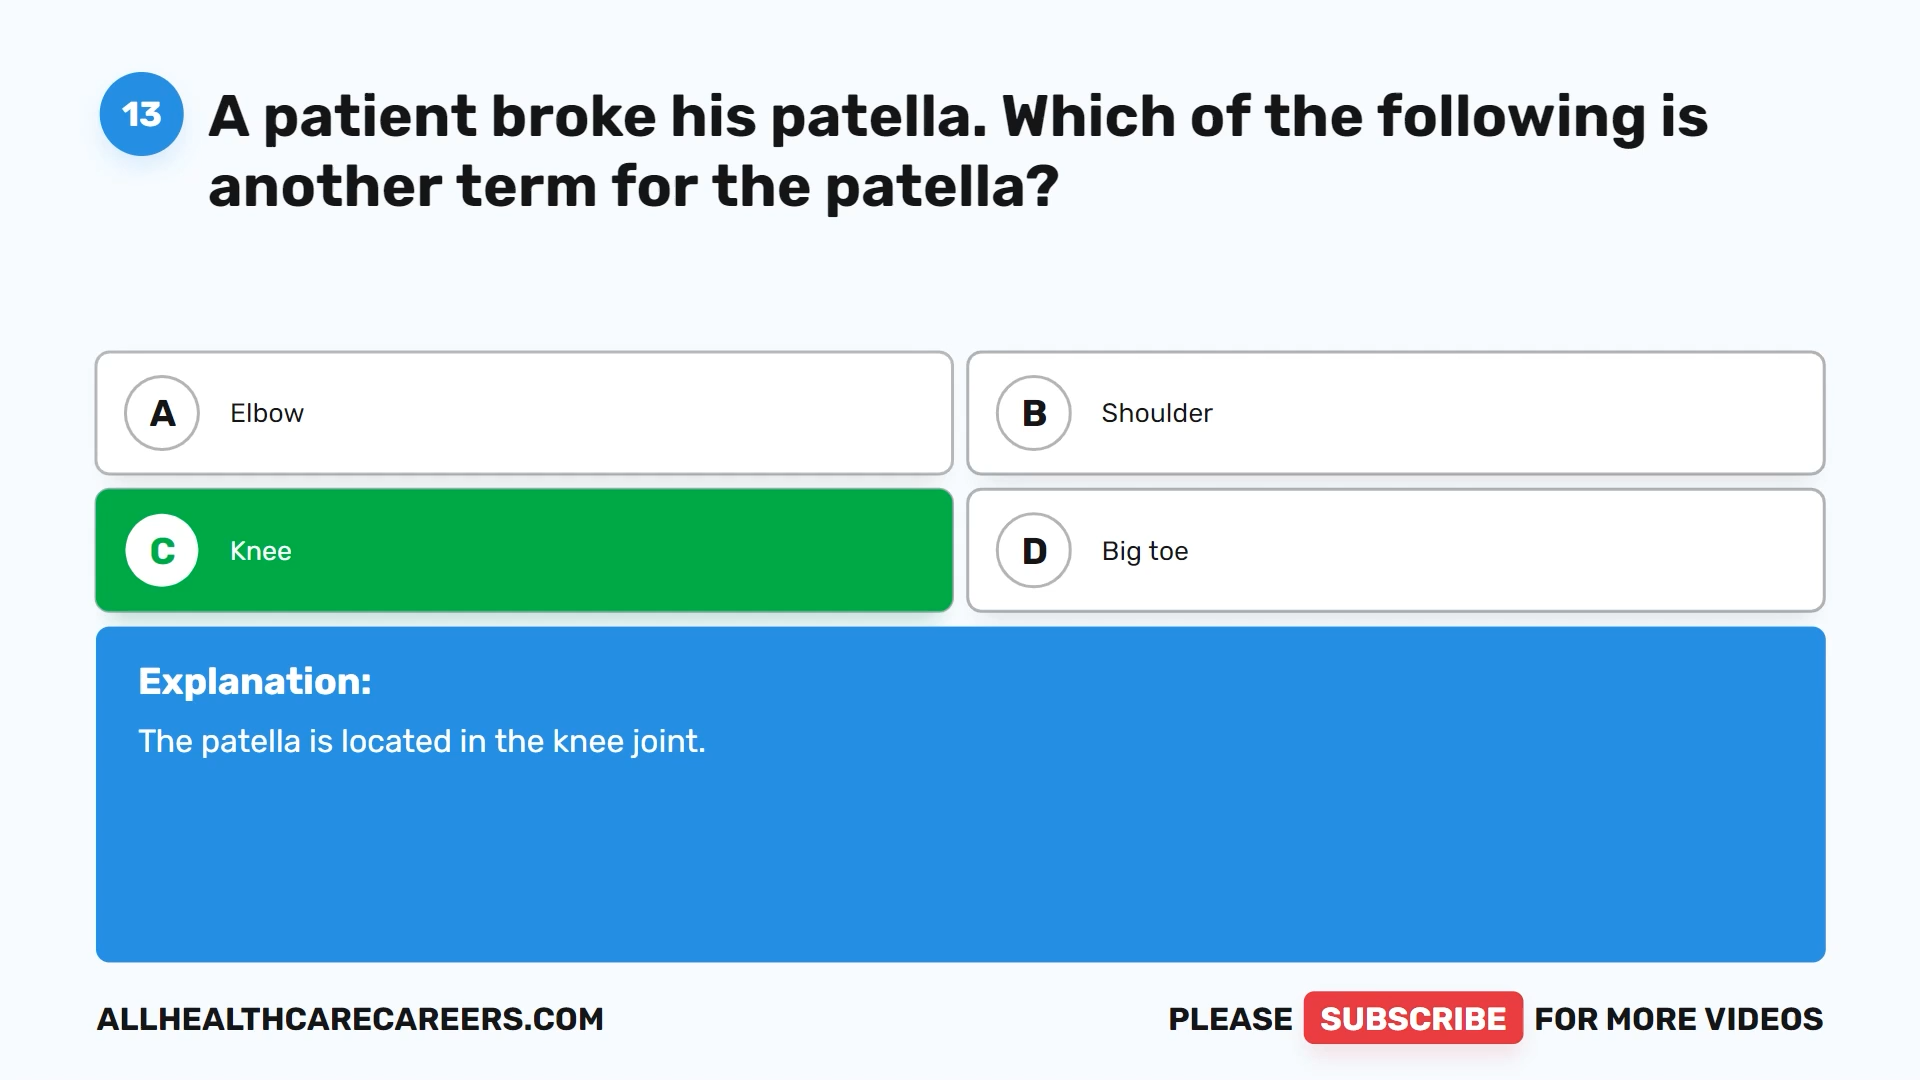 13
A patient broke his patella. Which of the following is
another term for the patella?
A Elbow
B Shoulder
C Knee
D Big toe
Explanation:
The patella is located in the knee joint.
ALLHEALTHCARECAREERS.COM
PLEASE SUBSCRIBE FOR MORE VIDEOS